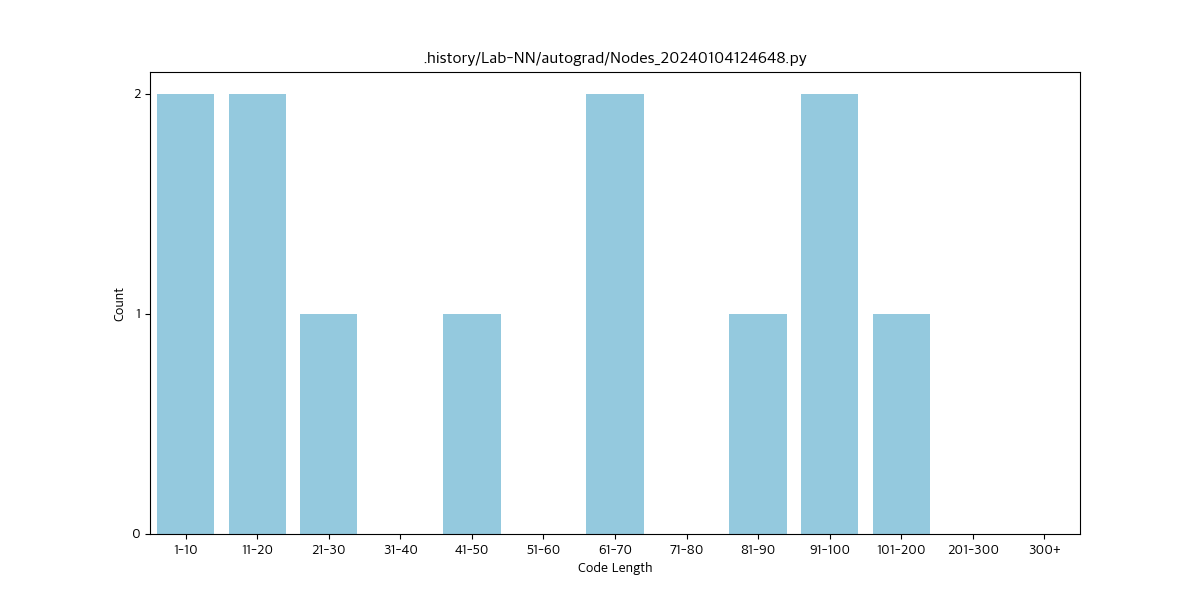 .history/Lab-NN/autograd/Nodes_20240104124648.py
2
1
0
Count
1-10 11-20 21-30 31-40 41-50 51-60 61-70 71-80 81-90 91-100 101-200 201-300 300+
Code Length